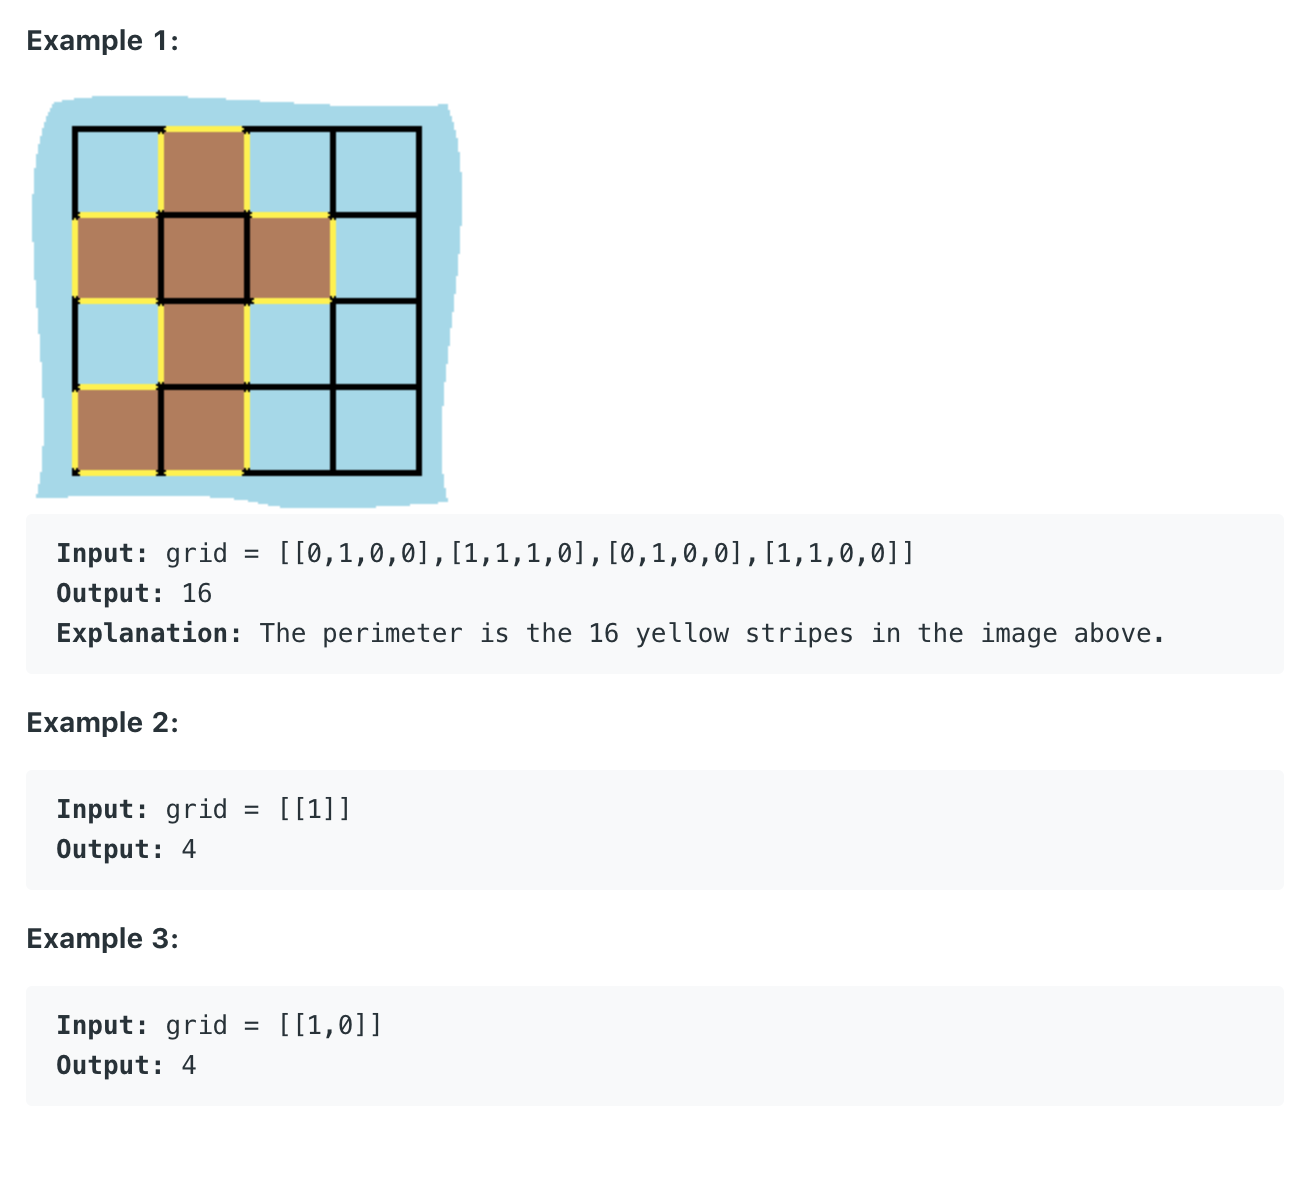 Example 1:
Input: grid = [[0,1,0,0],[1,1,1,0],[0,1,0,0],[1,1,0,0]]
Output: 16
Explanation: The perimeter is the 16 yellow stripes in the image above.
Example 2:
Input: grid = [[1]]
Output: 4
Example 3:
Input: grid = [[1,0]]
Output: 4